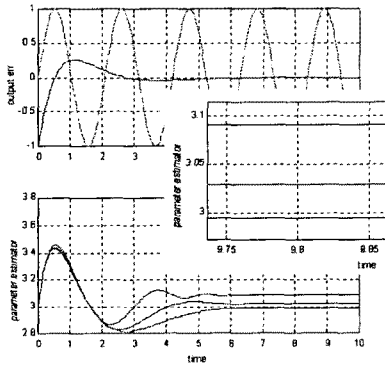 1
0.5
0
-0.5
-1
output err
0 1 2 3 4
3.1
3.05
3
parameter estimator
9.75 9.8 9.85
time
3.8
3.6
3.4
3.2
3
2.8
parameter estimator
0 1 2 3 4 5 6 7 8 9 10
time